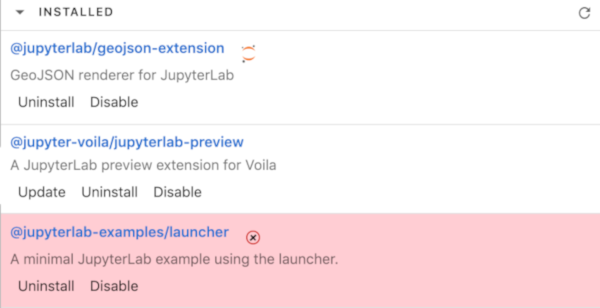 INSTALLED
@jupyterlab/geojson-extension
GeoJSON renderer for JupyterLab
Uninstall Disable
@jupyter-voila/jupyterlab-preview
A JupyterLab preview extension for Voila
Update Uninstall Disable
@jupyterlab-examples/launcher
A minimal JupyterLab example using the launcher.
Uninstall Disable